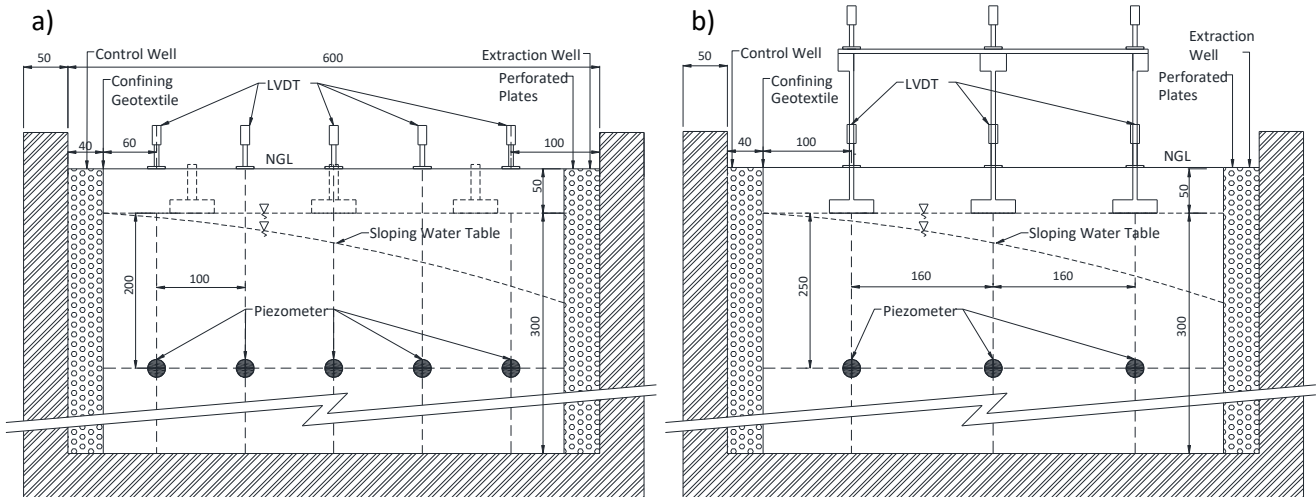 a)
Control Well
Extraction Well
50
600
Confining
Geotextile
LVDT
Perforated
Plates
40
60
100
NGL
50
Sloping Water Table
200
100
Piezometer
300
b)
Control Well
Extraction
Well
50
Confining
Geotextile
LVDT
Perforated
Plates
40
100
NGL
50
Sloping Water Table
250
160
160
Piezometer
300